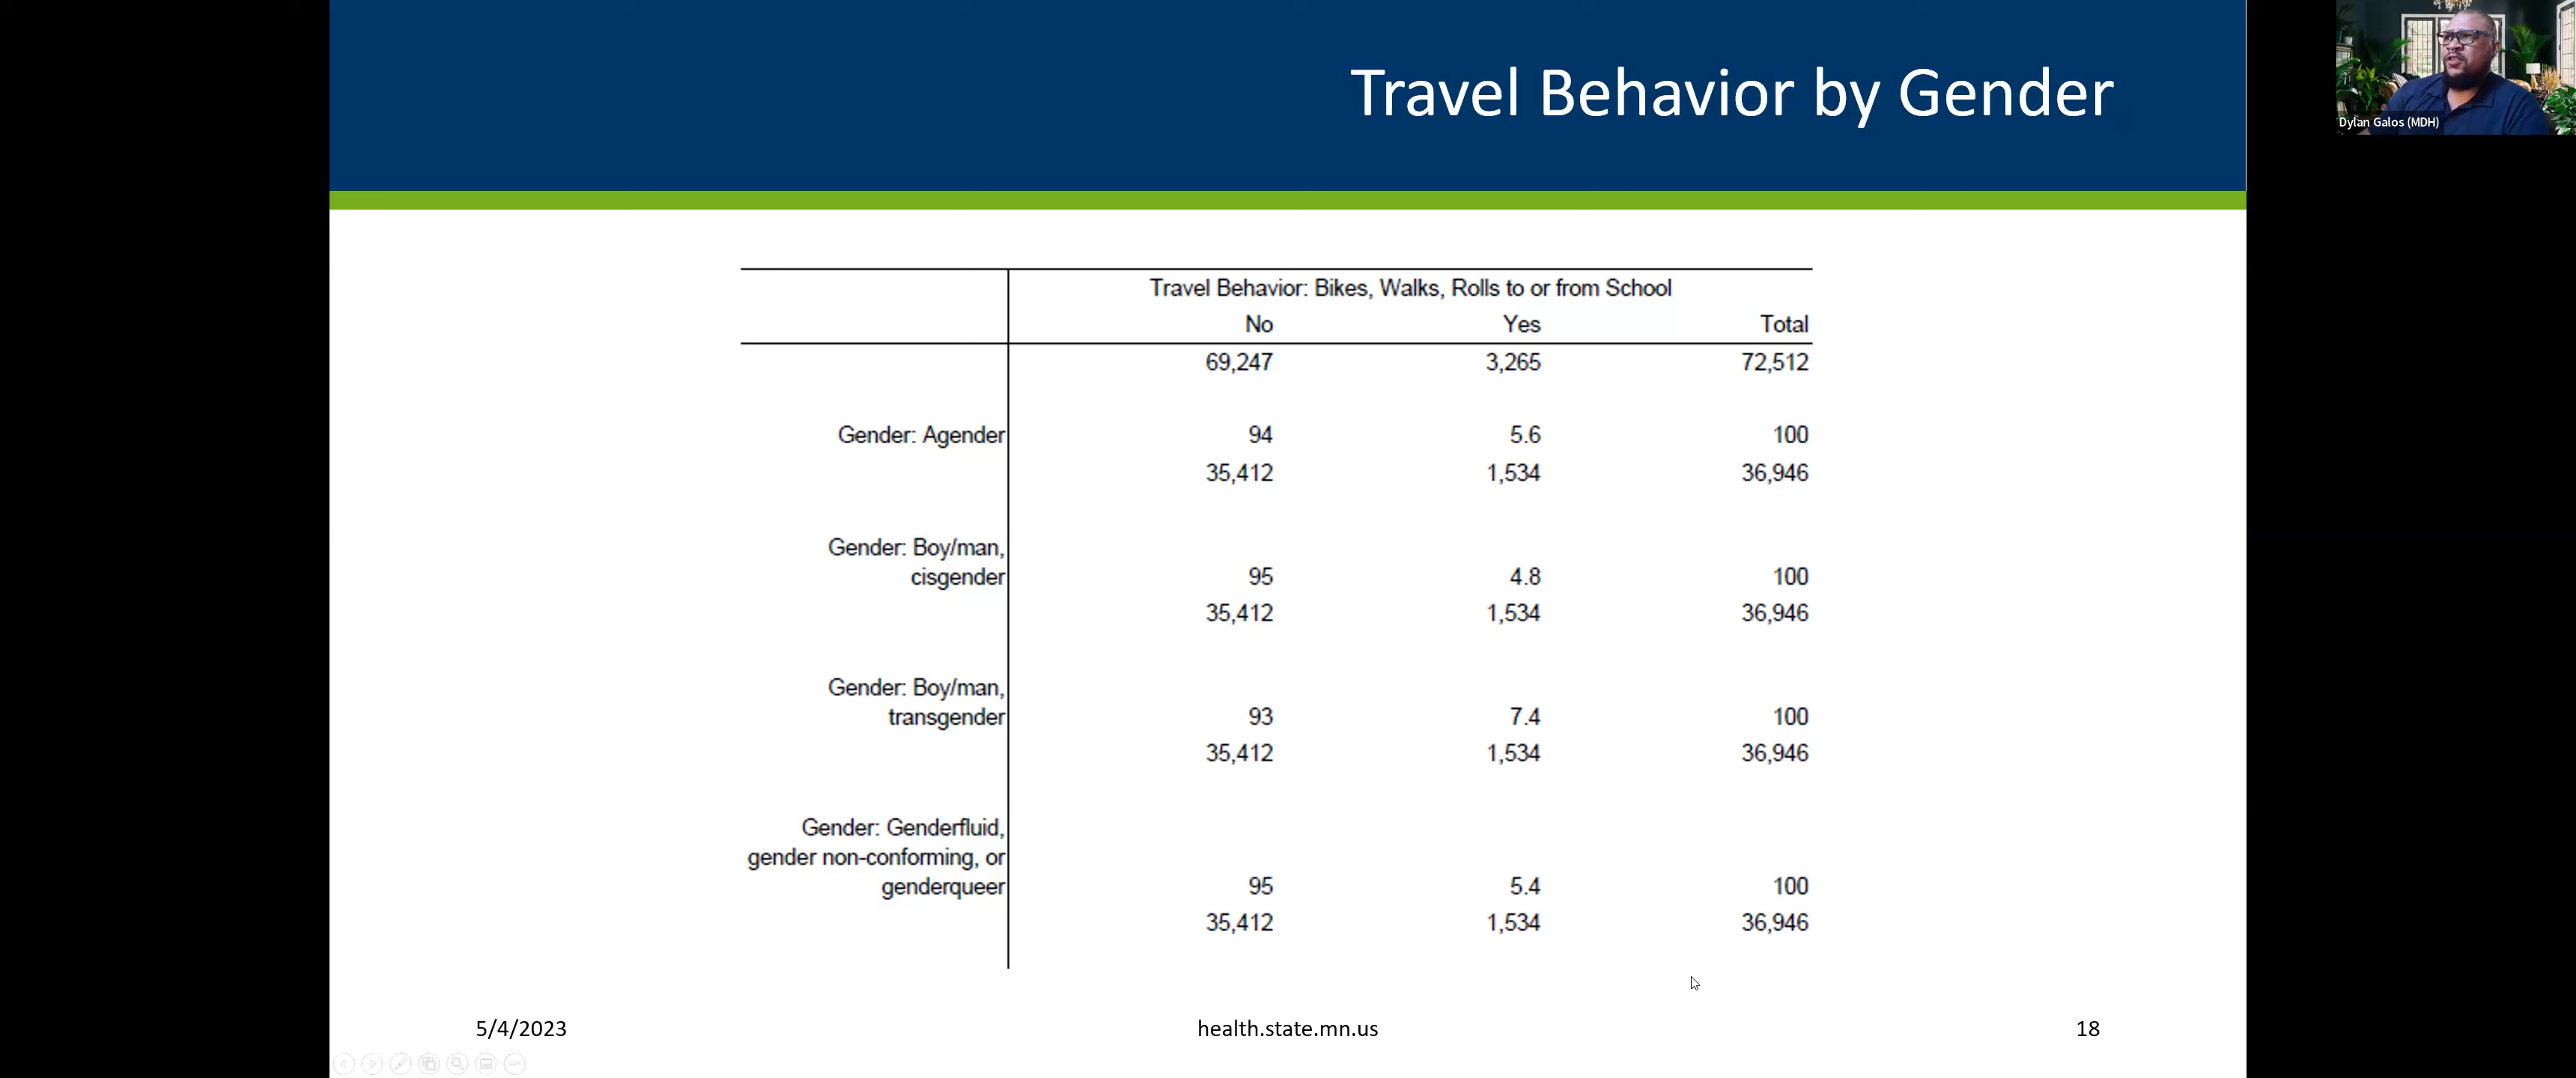 Travel Behavior by Gender
Dylan Galos (MDH)
Travel Behavior: Bikes, Walks, Rolls to or from School
No Yes Total
69,247 3,265 72,512
Gender: Agender 94 5.6 100
35,412 1,534 36,946
Gender: Boy/man,
cisgender 95 4.8 100
35,412 1,534 36,946
Gender: Boy/man,
transgender 93 7.4 100
35,412 1,534 36,946
Gender: Genderfluid,
gender non-conforming, or
genderqueer 95 5.4 100
35,412 1,534 36,946
5/4/2023 health.state.mn.us 18